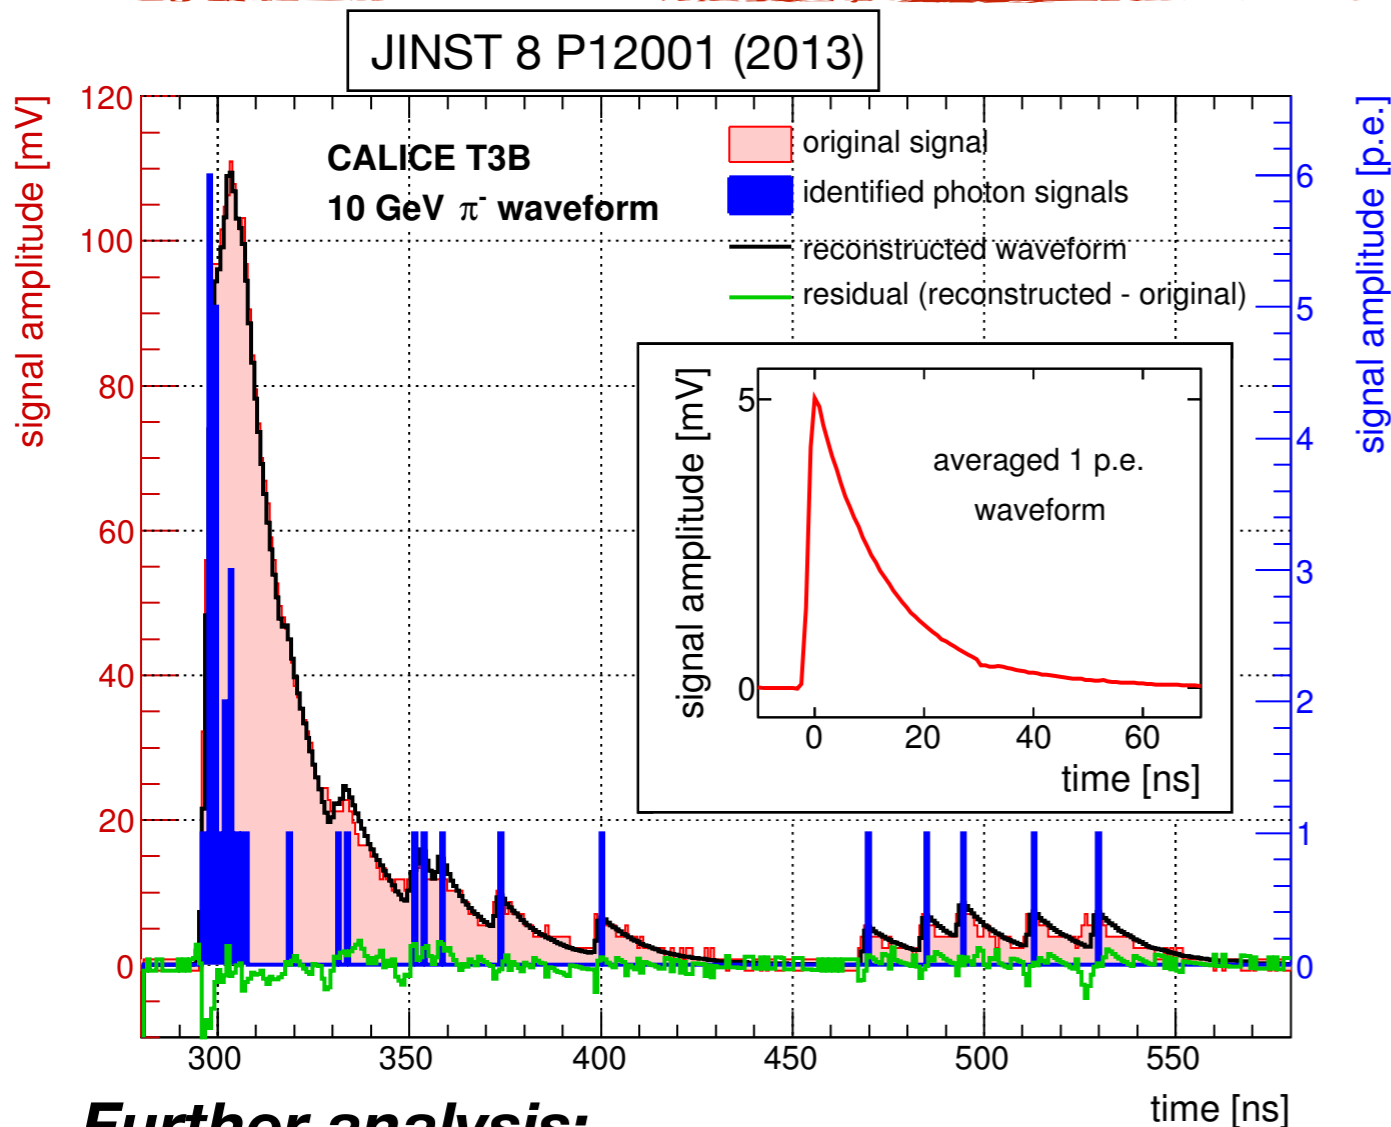 JINST 8 P12001 (2013)
signal amplitude [mV]
signal amplitude [p.e.]
120
100
80
60
40
20
0
6
5
4
3
2
1
0
CALICE T3B
10 GeV π- waveform
original signal
identified photon signals
reconstructed waveform
residual (reconstructed - original)
signal amplitude [mV]
5
0
averaged 1 p.e.
waveform
0 20 40 60
time [ns]
300 350 400 450 500 550
time [ns]
Further analysis: